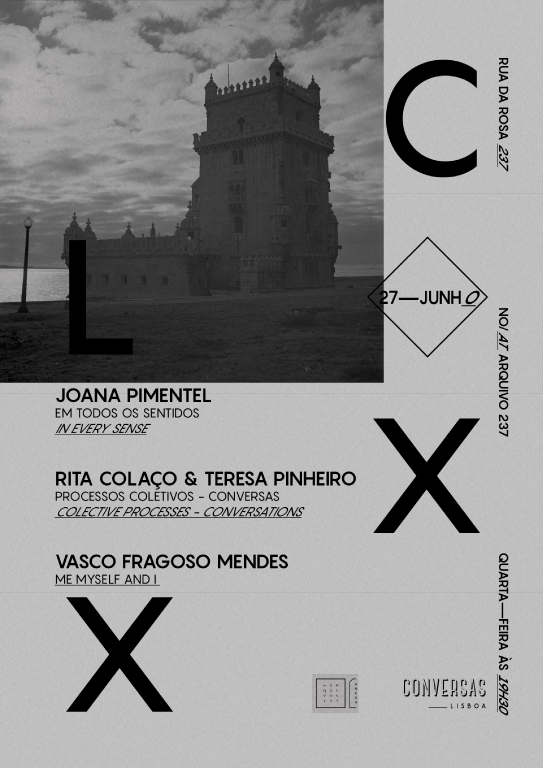 C
RUA DA ROSA 237
27—JUNHO
L
NO/ AT ARQUIVO 237
JOANA PIMENTEL
EM TODOS OS SENTIDOS
IN EVERY SENSE
X
RITA COLAÇO & TERESA PINHEIRO
PROCESSOS COLETIVOS - CONVERSAS
COLECTIVE PROCESSES - CONVERSATIONS
VASCO FRAGOSO MENDES
ME MYSELF AND I
QUARTA—FEIRA ÀS 19H30
X
CONVERSAS
LISBOA